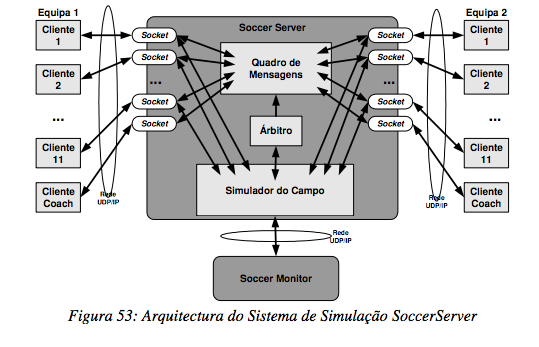 Equipa 1
Soccer Server
Equipa 2
Cliente
1
Socket
Quadro de
Mensagens
Socket
Cliente
1
Cliente
2
Socket
Socket
Cliente
2
...
...
...
...
Socket
Socket
Árbitro
Socket
Socket
Cliente
11
Cliente
11
Simulador do Campo
Cliente
Coach
Rede
UDP/IP
Rede
UDP/IP
Cliente
Coach
Rede
UDP/IP
Soccer Monitor
Figura 53: Arquitectura do Sistema de Simulação SoccerServer